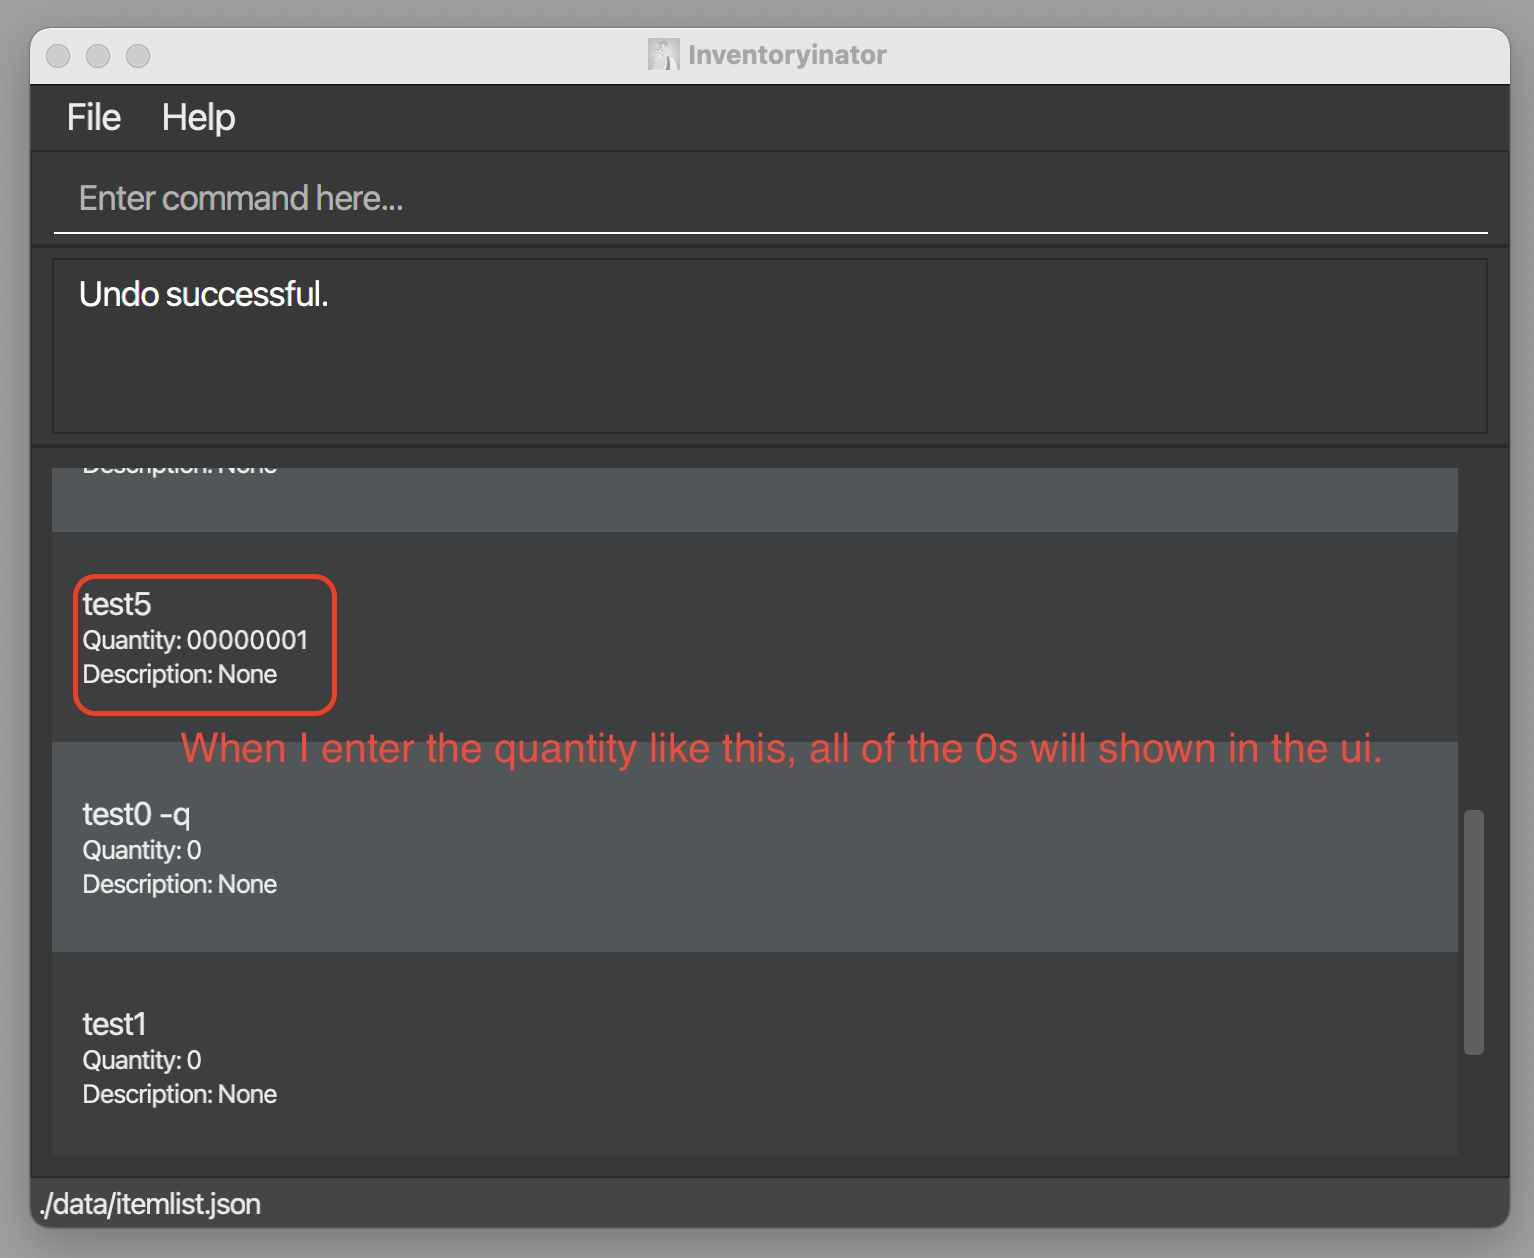 Inventoryinator
File Help
Enter command here...
Undo successful.
Description: None
test5
Quantity: 00000001
Description: None
When I enter the quantity like this, all of the 0s will shown in the ui.
test0 -q
Quantity: 0
Description: None
test1
Quantity: 0
Description: None
./data/itemlist.json